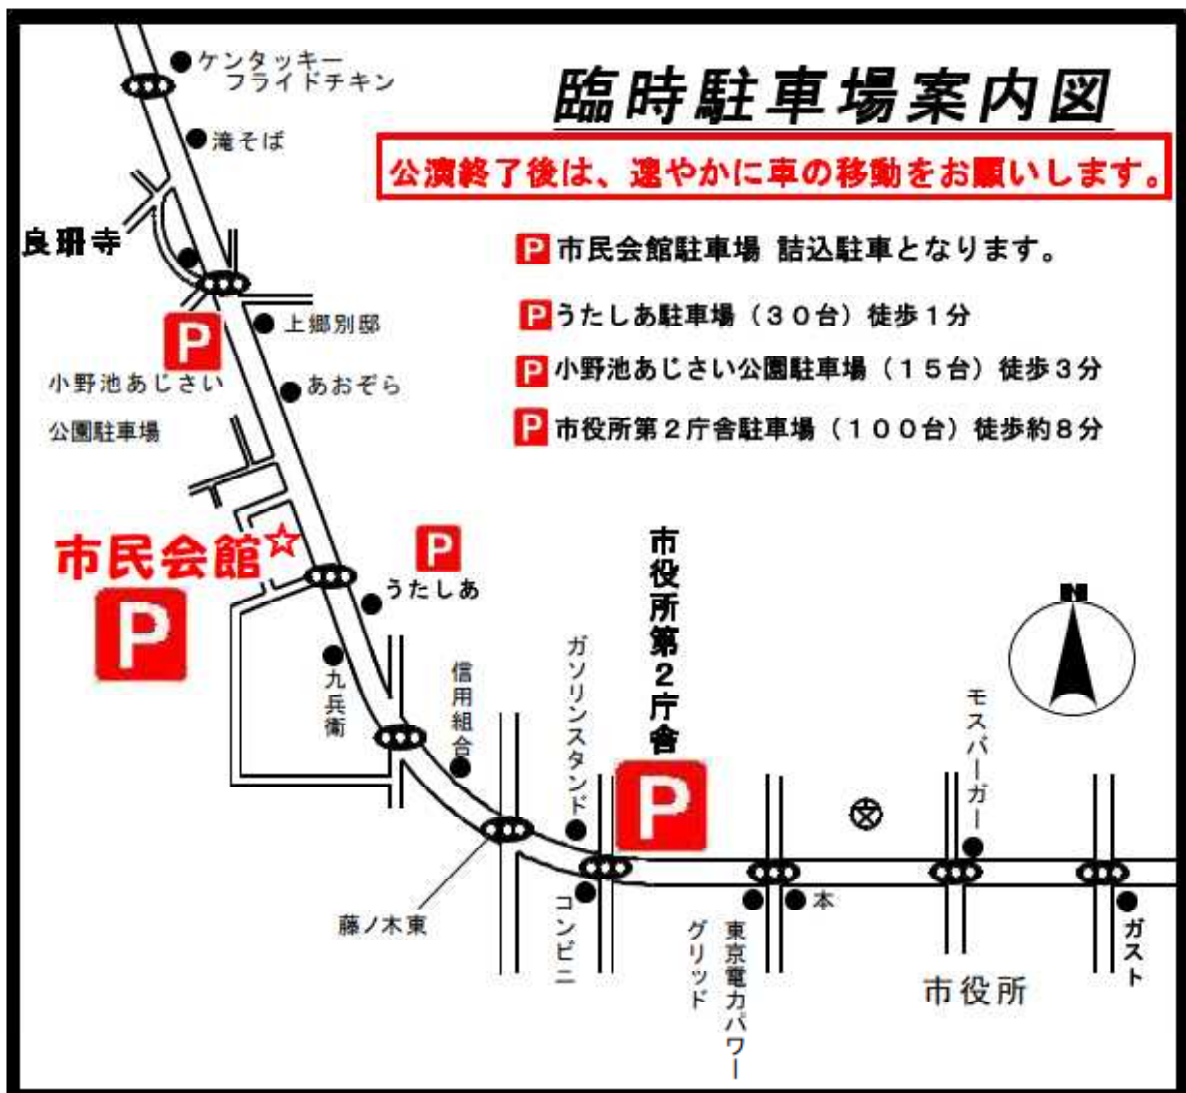 臨時駐車場案内図
公演終了後は、速やかに車の移動をお願いします。
P 市民会館駐車場 詰込駐車となります。
P うたしあ駐車場（３０台）徒歩１分
P 小野池あじさい公園駐車場（１５台）徒歩３分
P 市役所第２庁舎駐車場（１００台）徒歩約８分
ケンタッキー
フライドチキン
滝そば
良珊寺
P
上郷別邸
小野池あじさい
公園駐車場
あおぞら
市民会館☆
P
P
うたしあ
九兵衛
信用組合
ガソリンスタンド
市役所第２庁舎
P
N
モスバーガー
藤ノ木東
コンビニ
東京電力パワー
グリッド
本
市役所
ガスト